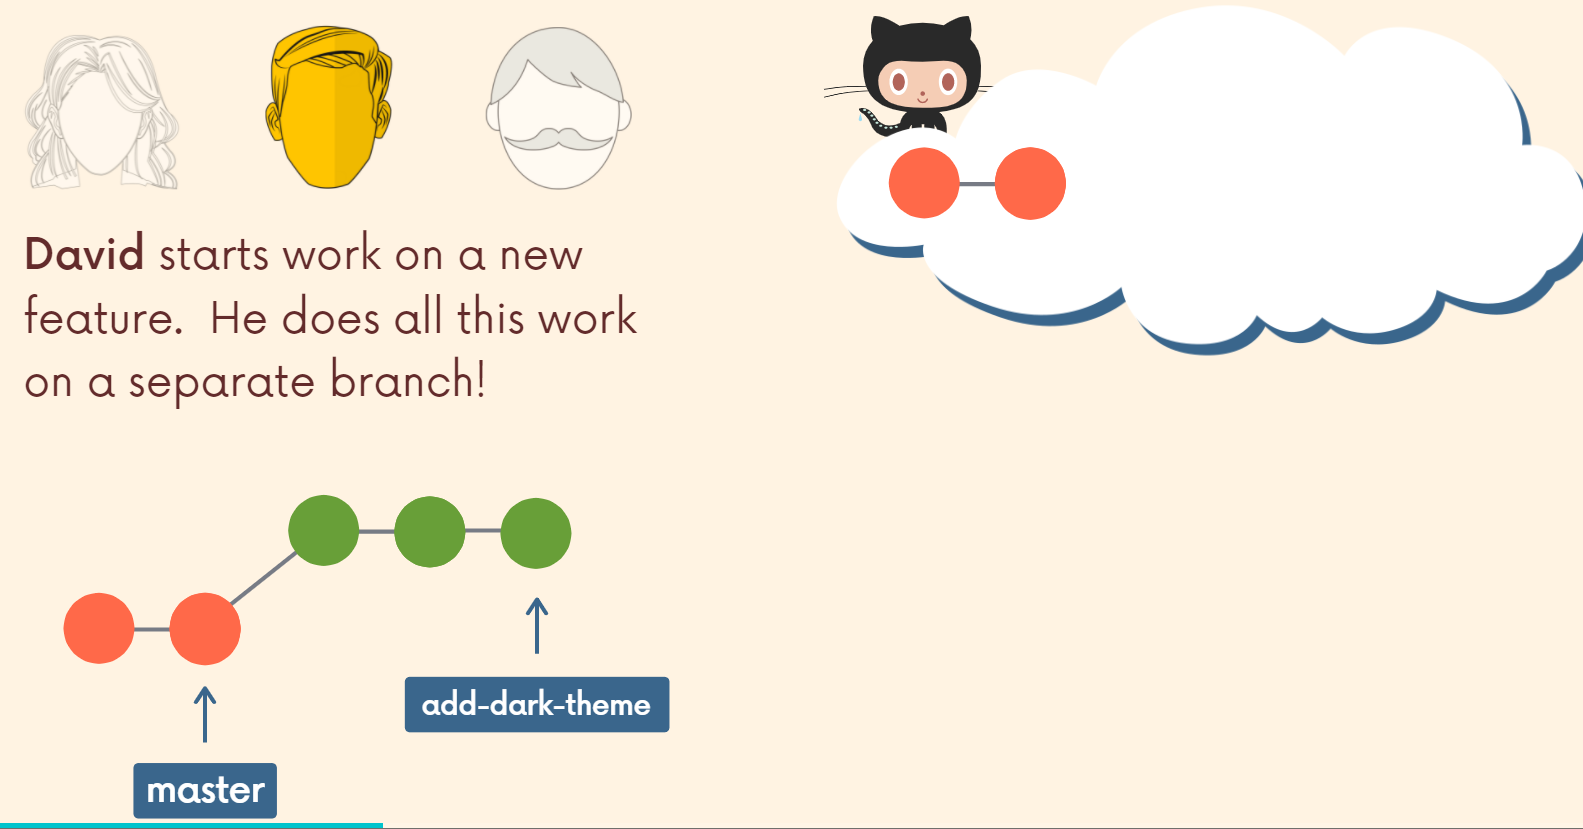 David starts work on a new
feature.  He does all this work
on a separate branch!
add-dark-theme
master